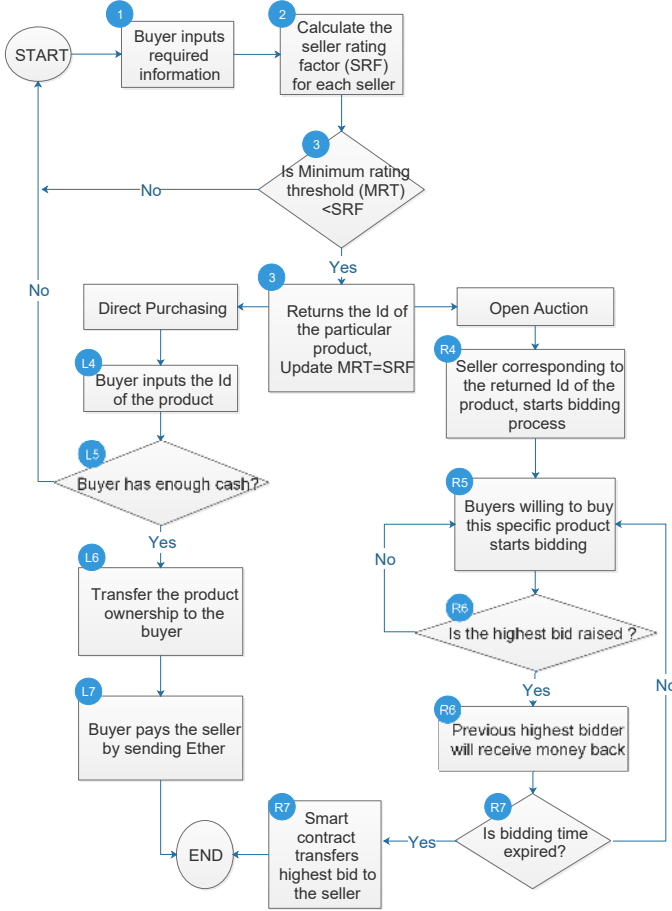 1
START
Buyer inputs
required
information
2
Calculate the
seller rating
factor (SRF)
for each seller
3
Is Minimum rating
threshold (MRT)
<SRF
No
Yes
No
3
Returns the Id of
the particular
product,
Update MRT=SRF
Direct Purchasing
L4
Buyer inputs the Id
of the product
L5
Buyer has enough cash?
Yes
L6
Transfer the product
ownership to the
buyer
L7
Buyer pays the seller
by sending Ether
Open Auction
R4
Seller corresponding to
the returned Id of the
product, starts bidding
process
R5
Buyers willing to buy
this specific product
starts bidding
No
R6
Is the highest bid raised ?
Yes
No
R6
Previous highest bidder
will receive money back
R7
Is bidding time
expired?
Yes
R7
Smart
contract
transfers
highest bid to
the seller
END